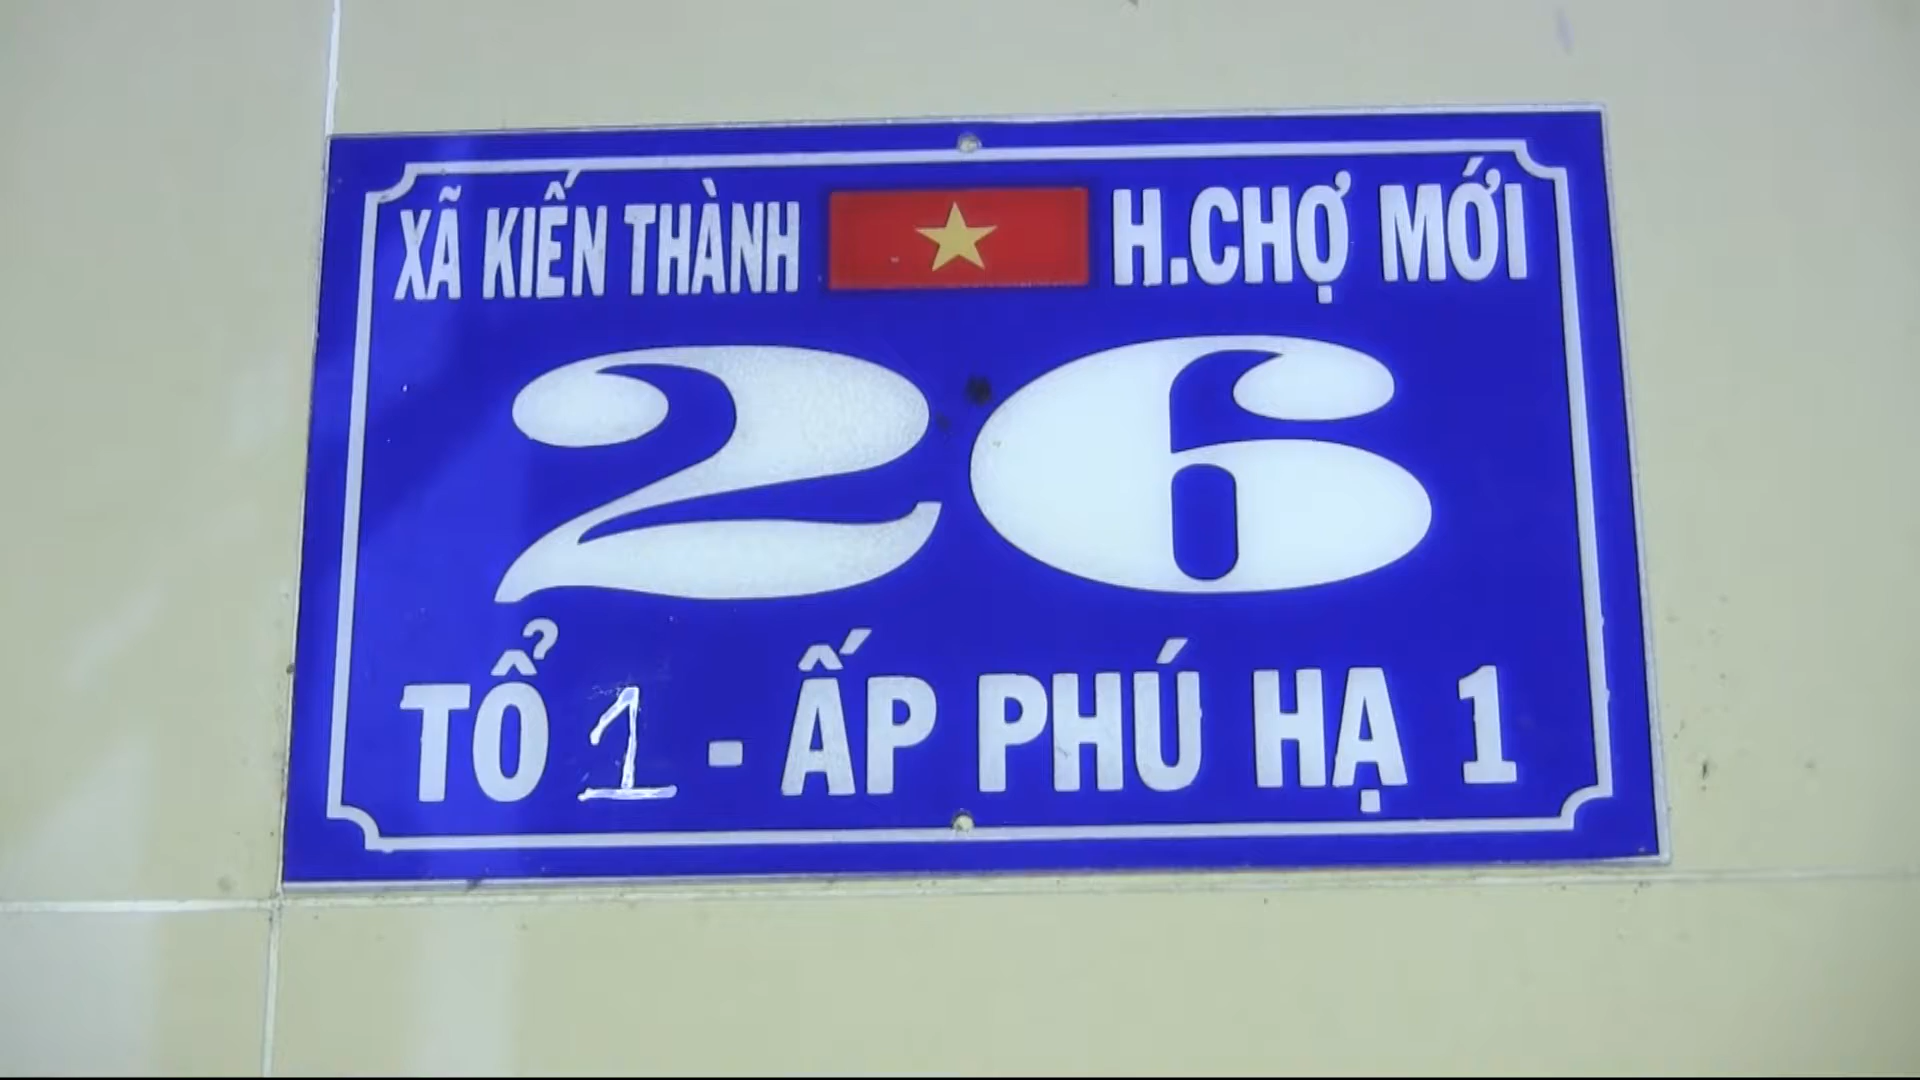 XÃ KIẾN THÀNH H.CHỢ MỚI
26
TỔ 1 - ẤP PHÚ HẠ 1